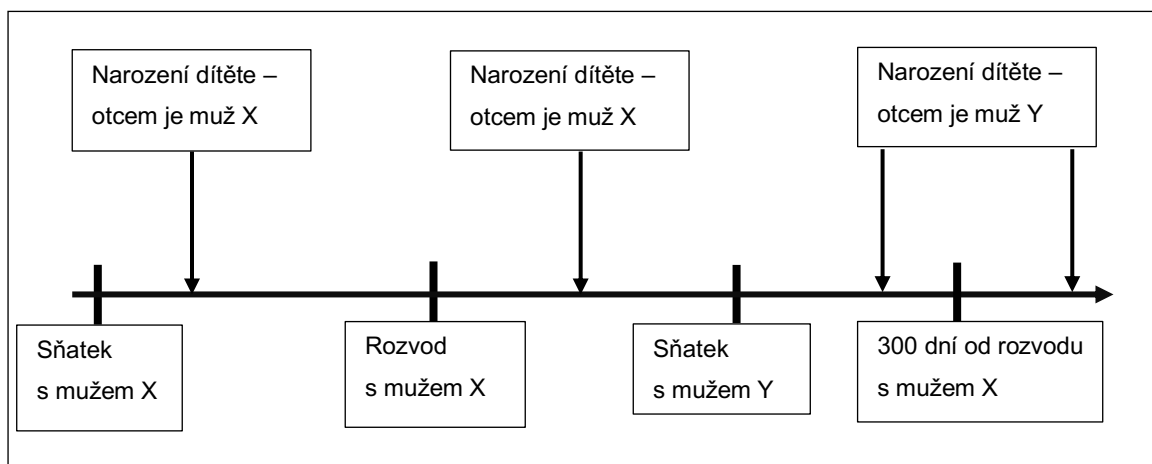 Narození dítěte –
otcem je muž X
Narození dítěte –
otcem je muž X
Narození dítěte –
otcem je muž Y
Sňatek
s mužem X
Rozvod
s mužem X
Sňatek
s mužem Y
300 dní od rozvodu
s mužem X